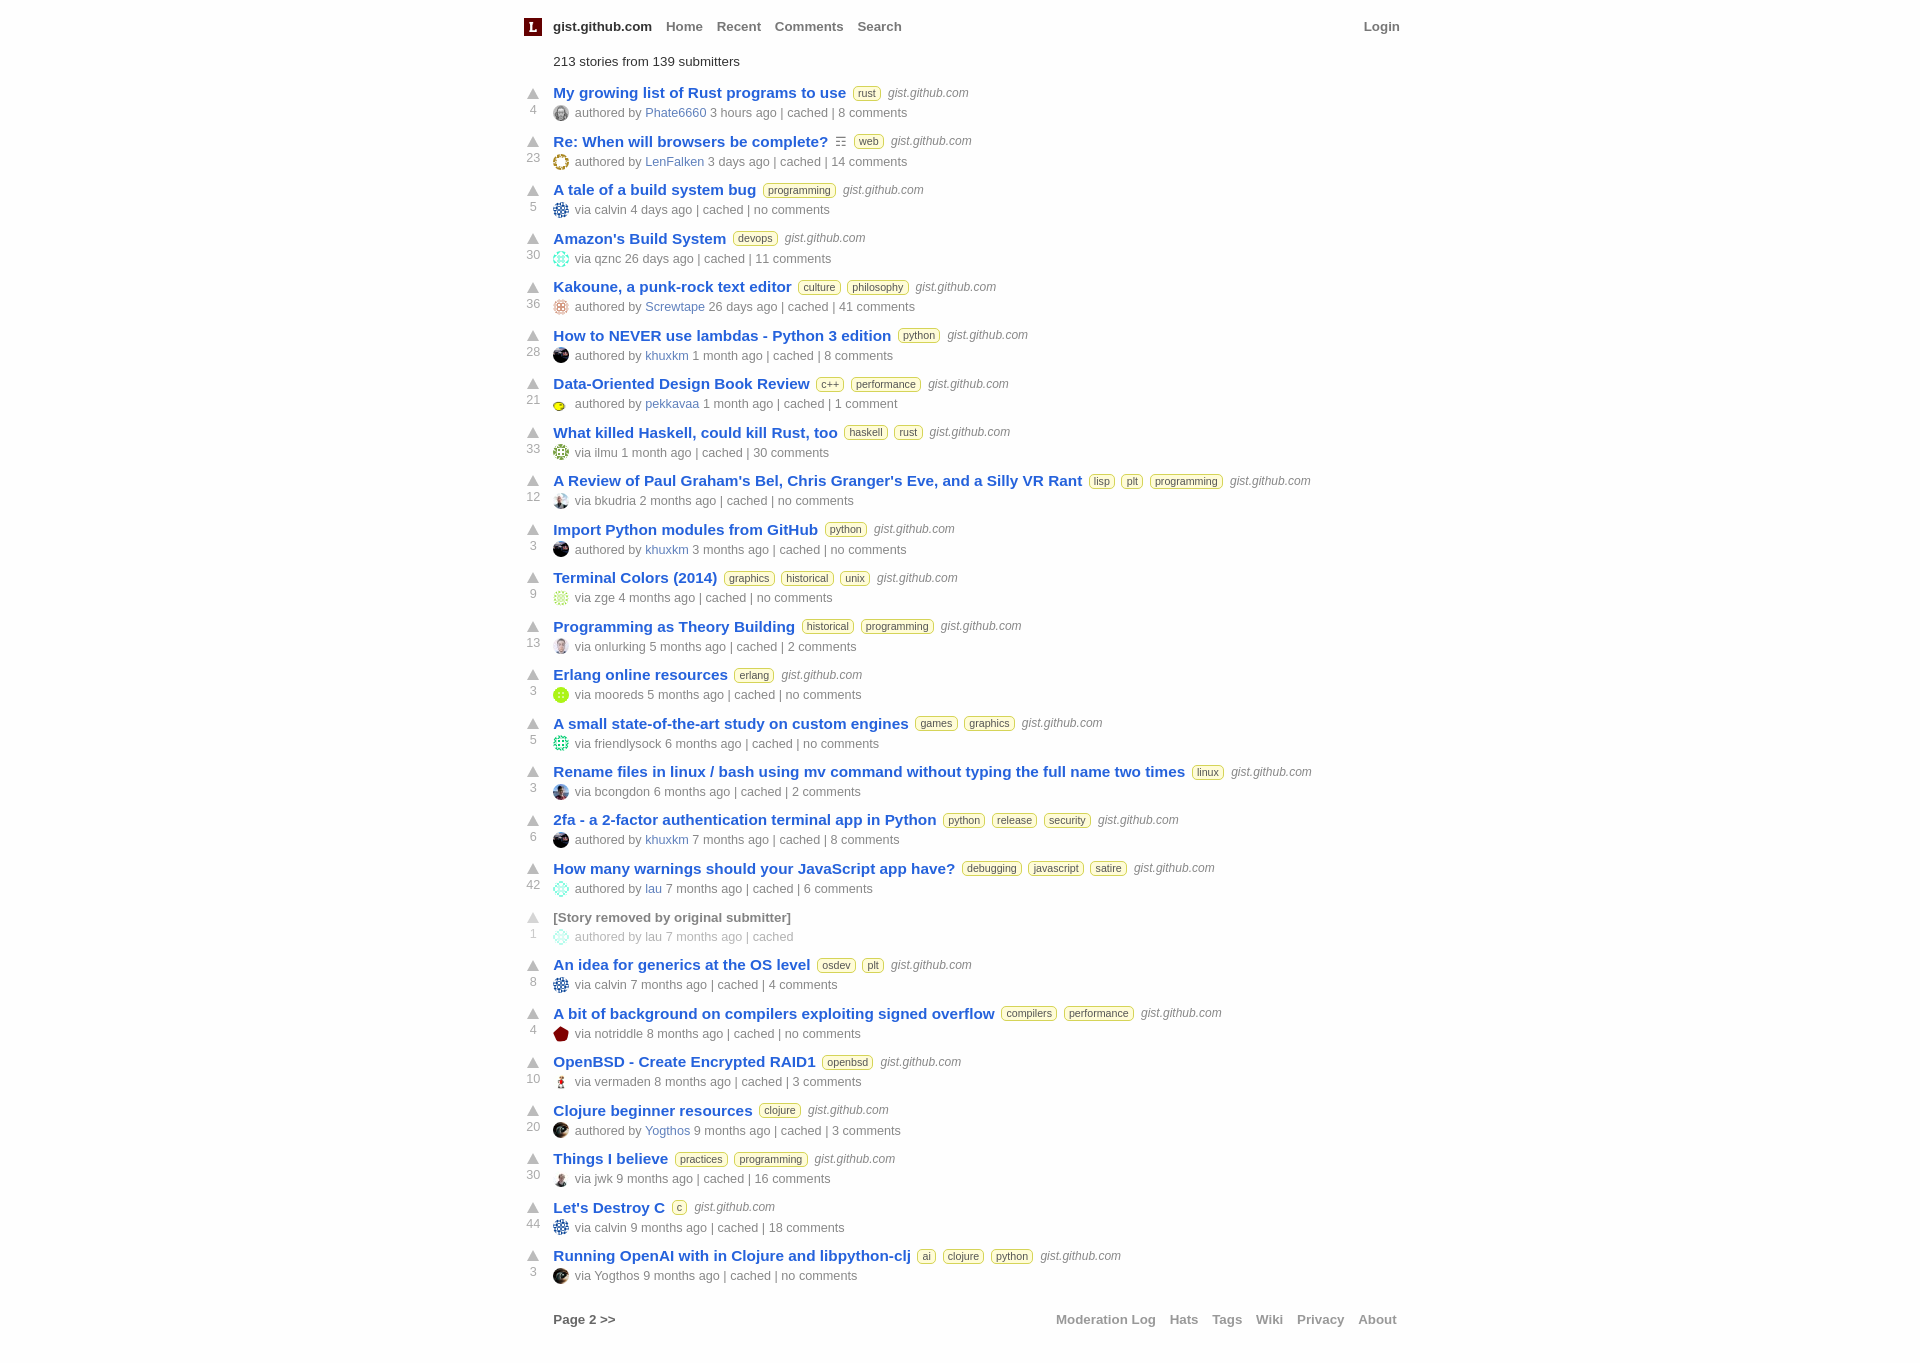 L gist.github.com Home Recent Comments Search Login
213 stories from 139 submitters
My growing list of Rust programs to use rust gist.github.com
4 authored by Phate6660 3 hours ago | cached | 8 comments
Re: When will browsers be complete? ☶ web gist.github.com
23 authored by LenFalken 3 days ago | cached | 14 comments
A tale of a build system bug programming gist.github.com
5 via calvin 4 days ago | cached | no comments
Amazon's Build System devops gist.github.com
30 via qznc 26 days ago | cached | 11 comments
Kakoune, a punk-rock text editor culture philosophy gist.github.com
36 authored by Screwtape 26 days ago | cached | 41 comments
How to NEVER use lambdas - Python 3 edition python gist.github.com
28 authored by khuxkm 1 month ago | cached | 8 comments
Data-Oriented Design Book Review c++ performance gist.github.com
21 authored by pekkavaa 1 month ago | cached | 1 comment
What killed Haskell, could kill Rust, too haskell rust gist.github.com
33 via ilmu 1 month ago | cached | 30 comments
A Review of Paul Graham's Bel, Chris Granger's Eve, and a Silly VR Rant lisp plt programming gist.github.com
12 via bkudria 2 months ago | cached | no comments
Import Python modules from GitHub python gist.github.com
3 authored by khuxkm 3 months ago | cached | no comments
Terminal Colors (2014) graphics historical unix gist.github.com
9 via zge 4 months ago | cached | no comments
Programming as Theory Building historical programming gist.github.com
13 via onlurking 5 months ago | cached | 2 comments
Erlang online resources erlang gist.github.com
3 via mooreds 5 months ago | cached | no comments
A small state-of-the-art study on custom engines games graphics gist.github.com
5 via friendlysock 6 months ago | cached | no comments
Rename files in linux / bash using mv command without typing the full name two times linux gist.github.com
3 via bcongdon 6 months ago | cached | 2 comments
2fa - a 2-factor authentication terminal app in Python python release security gist.github.com
6 authored by khuxkm 7 months ago | cached | 8 comments
How many warnings should your JavaScript app have? debugging javascript satire gist.github.com
42 authored by lau 7 months ago | cached | 6 comments
[Story removed by original submitter]
1 authored by lau 7 months ago | cached
An idea for generics at the OS level osdev plt gist.github.com
8 via calvin 7 months ago | cached | 4 comments
A bit of background on compilers exploiting signed overflow compilers performance gist.github.com
4 via notriddle 8 months ago | cached | no comments
OpenBSD - Create Encrypted RAID1 openbsd gist.github.com
10 via vermaden 8 months ago | cached | 3 comments
Clojure beginner resources clojure gist.github.com
20 authored by Yogthos 9 months ago | cached | 3 comments
Things I believe practices programming gist.github.com
30 via jwk 9 months ago | cached | 16 comments
Let's Destroy C c gist.github.com
44 via calvin 9 months ago | cached | 18 comments
Running OpenAI with in Clojure and libpython-clj ai clojure python gist.github.com
3 via Yogthos 9 months ago | cached | no comments
Page 2 >> Moderation Log Hats Tags Wiki Privacy About